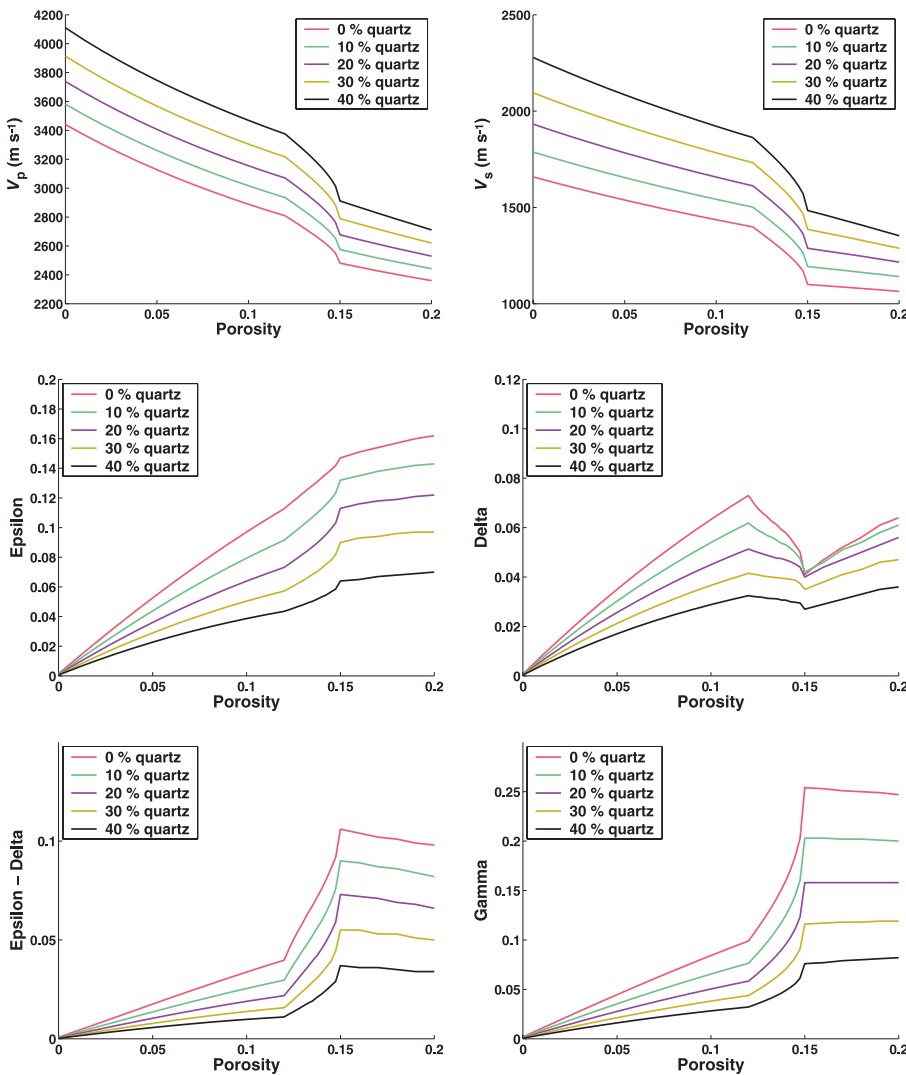 4200
4000
3800
3600
3400
3200
3000
2800
2600
2400
2200
V_p (m s⁻¹)
0 % quartz
10 % quartz
20 % quartz
30 % quartz
40 % quartz
0 0.05 0.1 0.15 0.2
Porosity
2500
2000
1500
1000
V_s (m s⁻¹)
0 % quartz
10 % quartz
20 % quartz
30 % quartz
40 % quartz
0 0.05 0.1 0.15 0.2
Porosity
0.2
0.18
0.16
0.14
0.12
0.1
0.08
0.06
0.04
0.02
0
Epsilon
0 % quartz
10 % quartz
20 % quartz
30 % quartz
40 % quartz
0 0.05 0.1 0.15 0.2
Porosity
0.12
0.1
0.08
0.06
0.04
0.02
0
Delta
0 % quartz
10 % quartz
20 % quartz
30 % quartz
40 % quartz
0 0.05 0.1 0.15 0.2
Porosity
0.1
0.05
0
Epsilon – Delta
0 % quartz
10 % quartz
20 % quartz
30 % quartz
40 % quartz
0 0.05 0.1 0.15 0.2
Porosity
0.25
0.2
0.15
0.1
0.05
0
Gamma
0 % quartz
10 % quartz
20 % quartz
30 % quartz
40 % quartz
0 0.05 0.1 0.15 0.2
Porosity